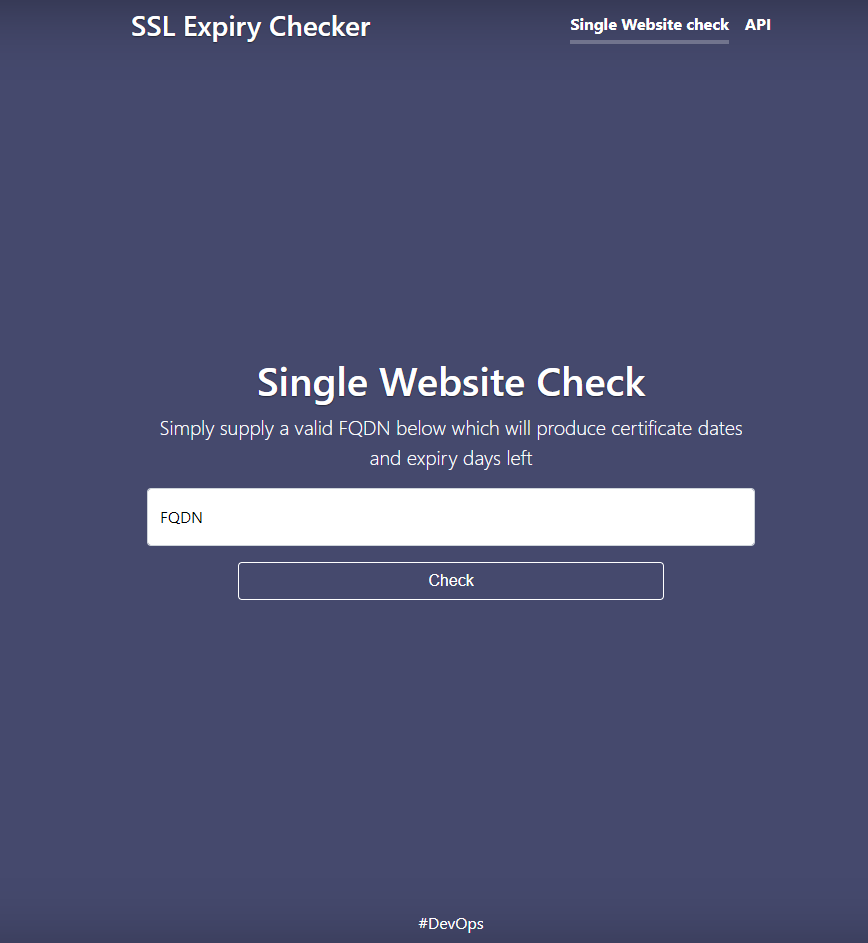 SSL Expiry Checker
Single Website check
API
Single Website Check
Simply supply a valid FQDN below which will produce certificate dates
and expiry days left
FQDN
Check
#DevOps